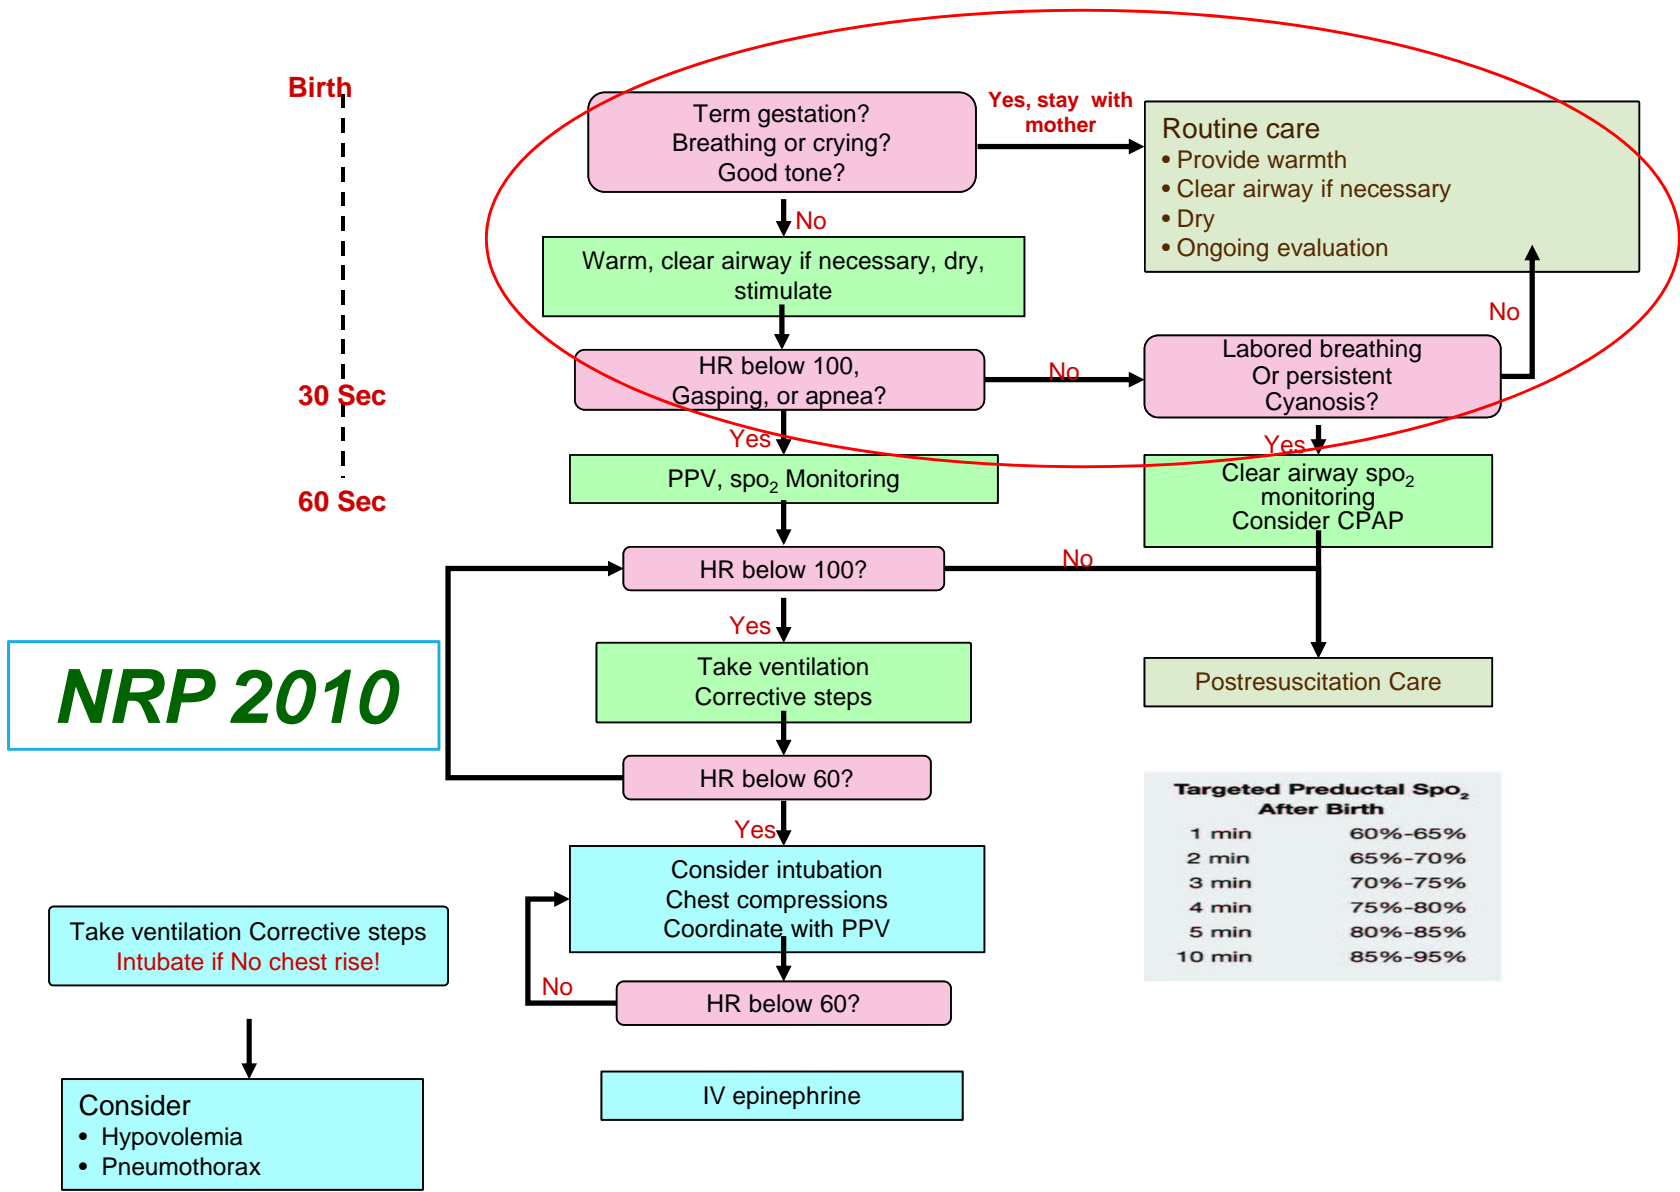 Birth
Term gestation?
Breathing or crying?
Good tone?
Yes, stay with
mother
Routine care
• Provide warmth
• Clear airway if necessary
• Dry
• Ongoing evaluation
No
Warm, clear airway if necessary, dry,
stimulate
No
30 Sec
HR below 100,
Gasping, or apnea?
No
Labored breathing
Or persistent
Cyanosis?
Yes
Yes
60 Sec
PPV, spo₂ Monitoring
Clear airway spo₂
monitoring
Consider CPAP
HR below 100?
No
Yes
NRP 2010
Take ventilation
Corrective steps
Postresuscitation Care
HR below 60?
Yes
Targeted Preductal Spo₂
After Birth
1 min 60%-65%
2 min 65%-70%
3 min 70%-75%
4 min 75%-80%
5 min 80%-85%
10 min 85%-95%
Consider intubation
Chest compressions
Coordinate with PPV
Take ventilation Corrective steps
Intubate if No chest rise!
No
HR below 60?
IV epinephrine
Consider
• Hypovolemia
• Pneumothorax